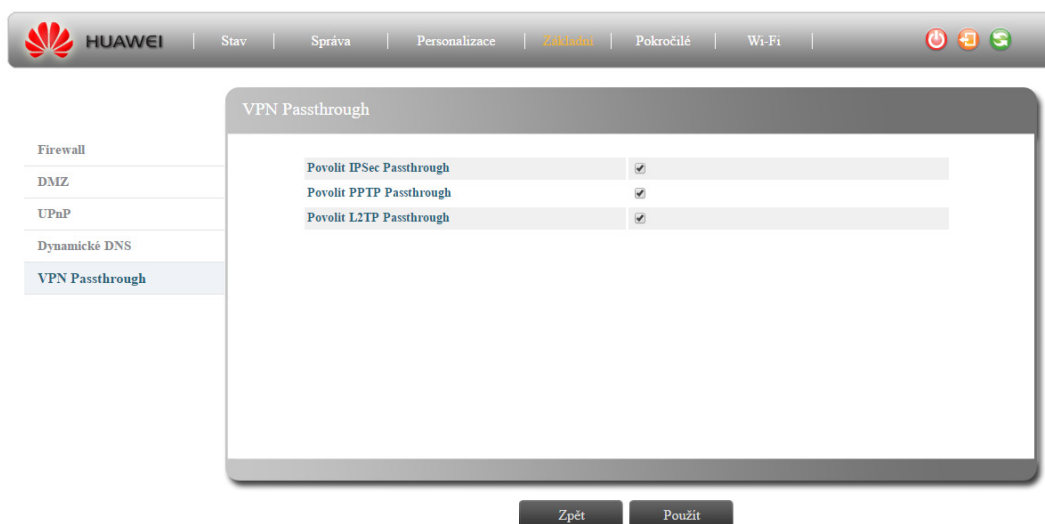 HUAWEI | Stav | Správa | Personalizace | Základní | Pokročilé | Wi-Fi |
VPN Passthrough
Firewall
DMZ
UPnP
Dynamické DNS
VPN Passthrough
Povolit IPSec Passthrough
Povolit PPTP Passthrough
Povolit L2TP Passthrough
Zpět
Použít